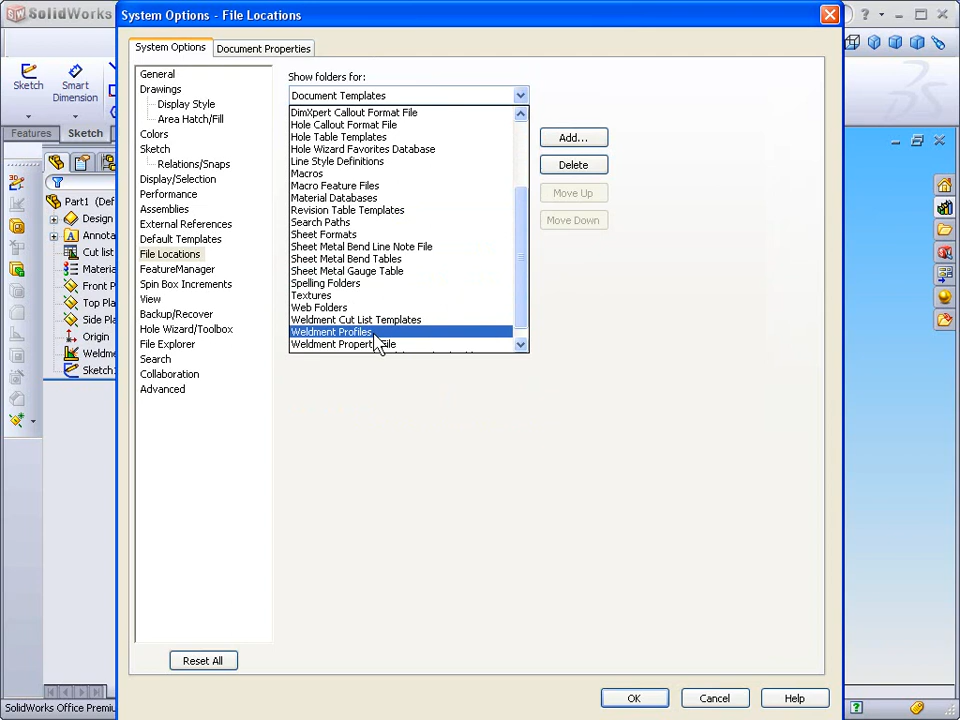 SolidWorks
System Options - File Locations
System Options
Document Properties
Sketch
Smart
Dimension
Features
Sketch
Part1 (Def
Design
Annota
Cut list
Materia
Front P
Top Pla
Side Pl
Origin
Weldme
Sketch
General
Drawings
Display Style
Area Hatch/Fill
Colors
Sketch
Relations/Snaps
Display/Selection
Performance
Assemblies
External References
Default Templates
File Locations
FeatureManager
Spin Box Increments
View
Backup/Recover
Hole Wizard/Toolbox
File Explorer
Search
Collaboration
Advanced
Reset All
Show folders for:
Document Templates
DimXpert Callout Format File
Hole Callout Format File
Hole Table Templates
Hole Wizard Favorites Database
Line Style Definitions
Macros
Macro Feature Files
Material Databases
Revision Table Templates
Search Paths
Sheet Formats
Sheet Metal Bend Line Note File
Sheet Metal Bend Tables
Sheet Metal Gauge Table
Spelling Folders
Textures
Web Folders
Weldment Cut List Templates
Weldment Profiles
Weldment Propert File
Add...
Delete
Move Up
Move Down
OK
Cancel
Help
SolidWorks Office Premiu